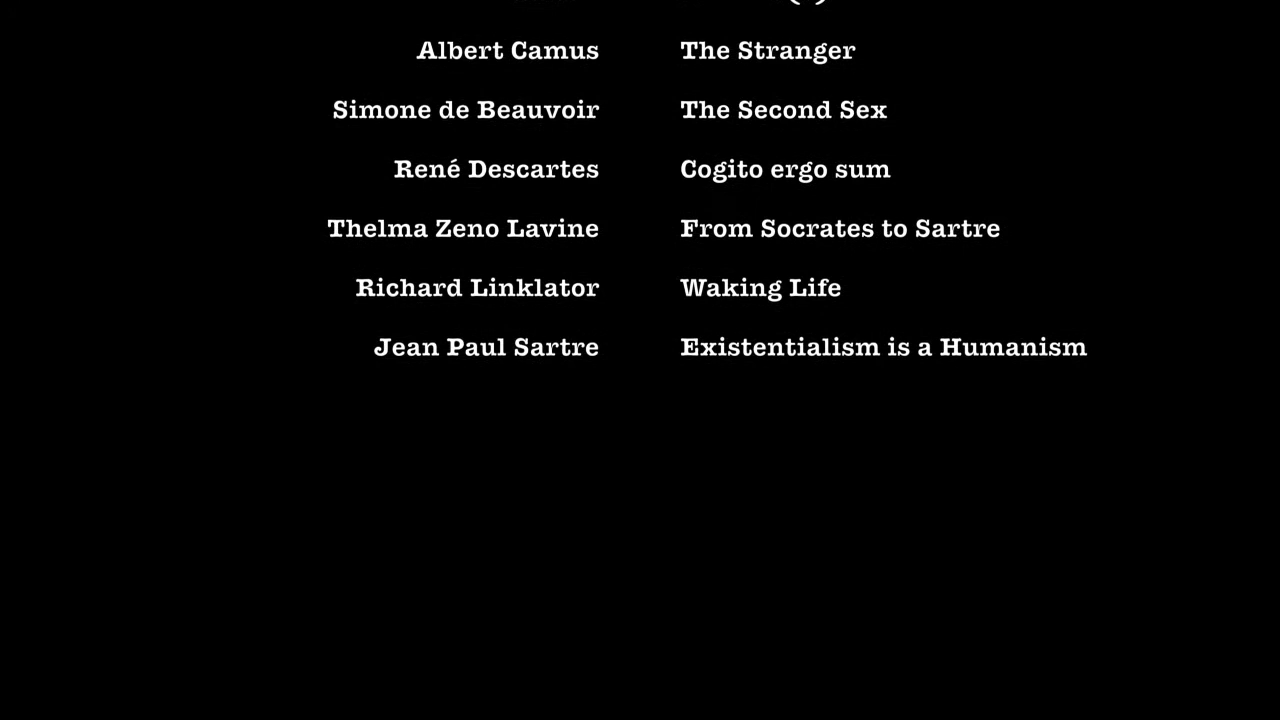 Albert Camus The Stranger
Simone de Beauvoir The Second Sex
René Descartes Cogito ergo sum
Thelma Zeno Lavine From Socrates to Sartre
Richard Linklator Waking Life
Jean Paul Sartre Existentialism is a Humanism